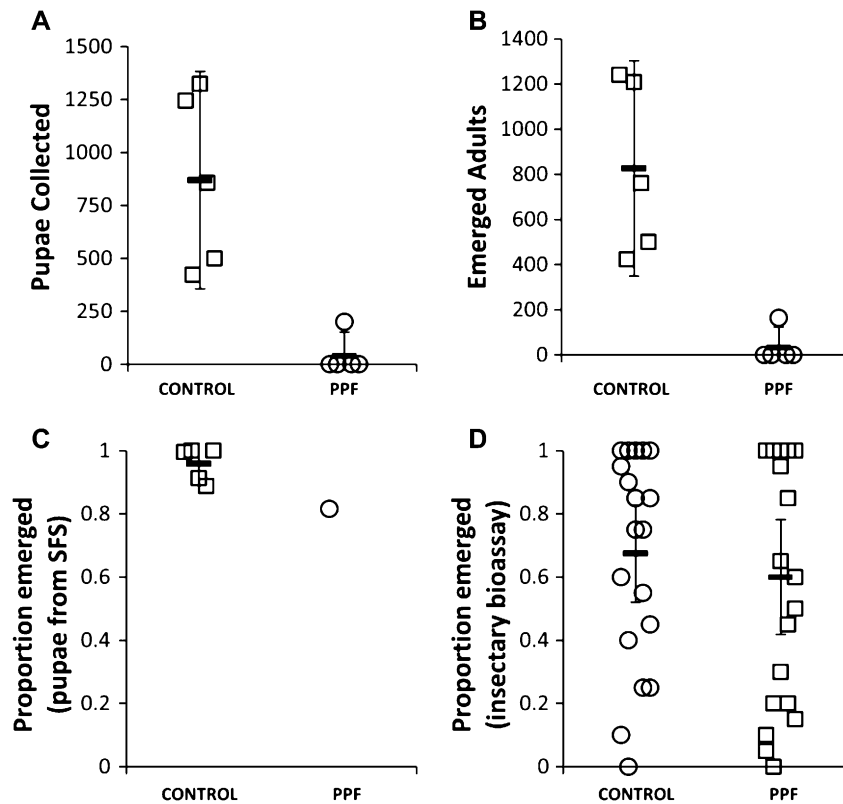 A
Pupae Collected
1500
1250
1000
750
500
250
0
CONTROL
PPF
B
Emerged Adults
1400
1200
1000
800
600
400
200
0
CONTROL
PPF
C
Proportion emerged
(pupae from SFS)
1
0.8
0.6
0.4
0.2
0
CONTROL
PPF
D
Proportion emerged
(insectary bioassay)
1
0.8
0.6
0.4
0.2
0
CONTROL
PPF